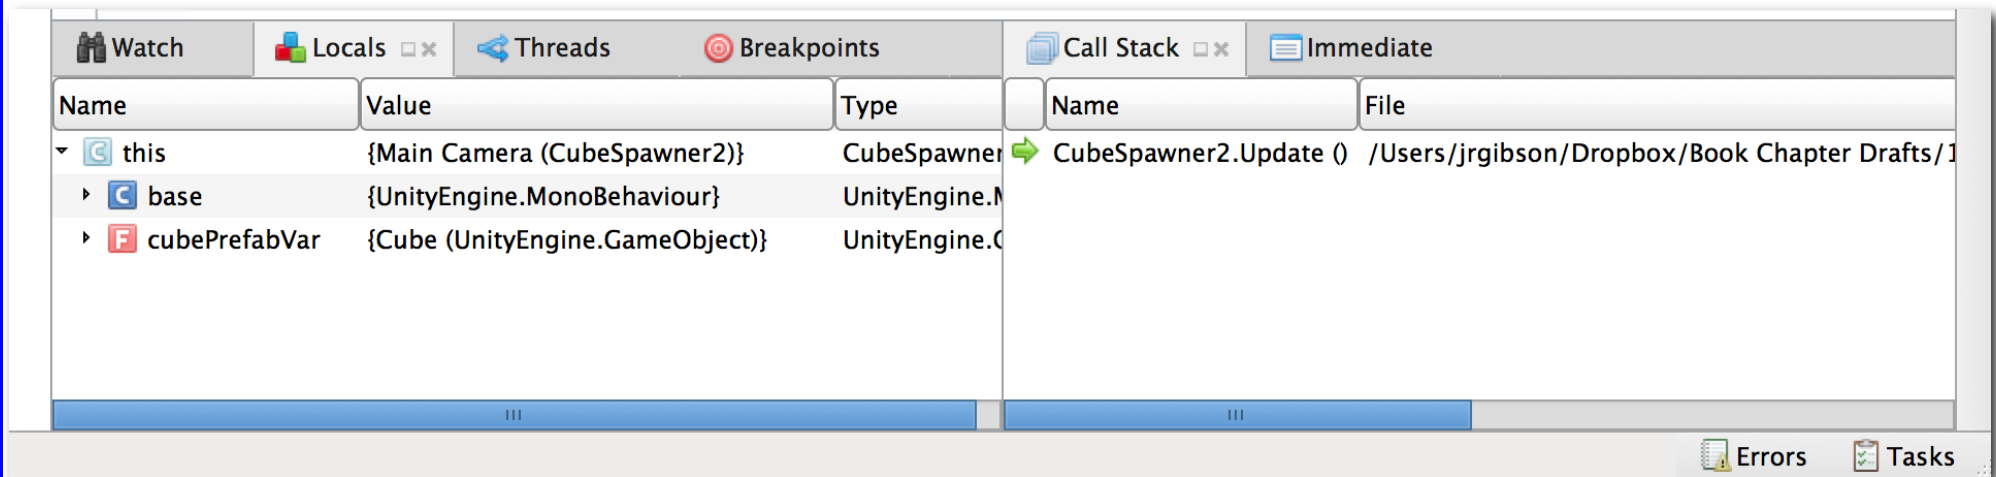 Watch Locals Threads Breakpoints Call Stack Immediate
Name Value Type Name File
this {Main Camera (CubeSpawner2)} CubeSpawner CubeSpawner2.Update () /Users/jrgibson/Dropbox/Book Chapter Drafts/1
base {UnityEngine.MonoBehaviour} UnityEngine.M
cubePrefabVar {Cube (UnityEngine.GameObject)} UnityEngine.G
Errors Tasks